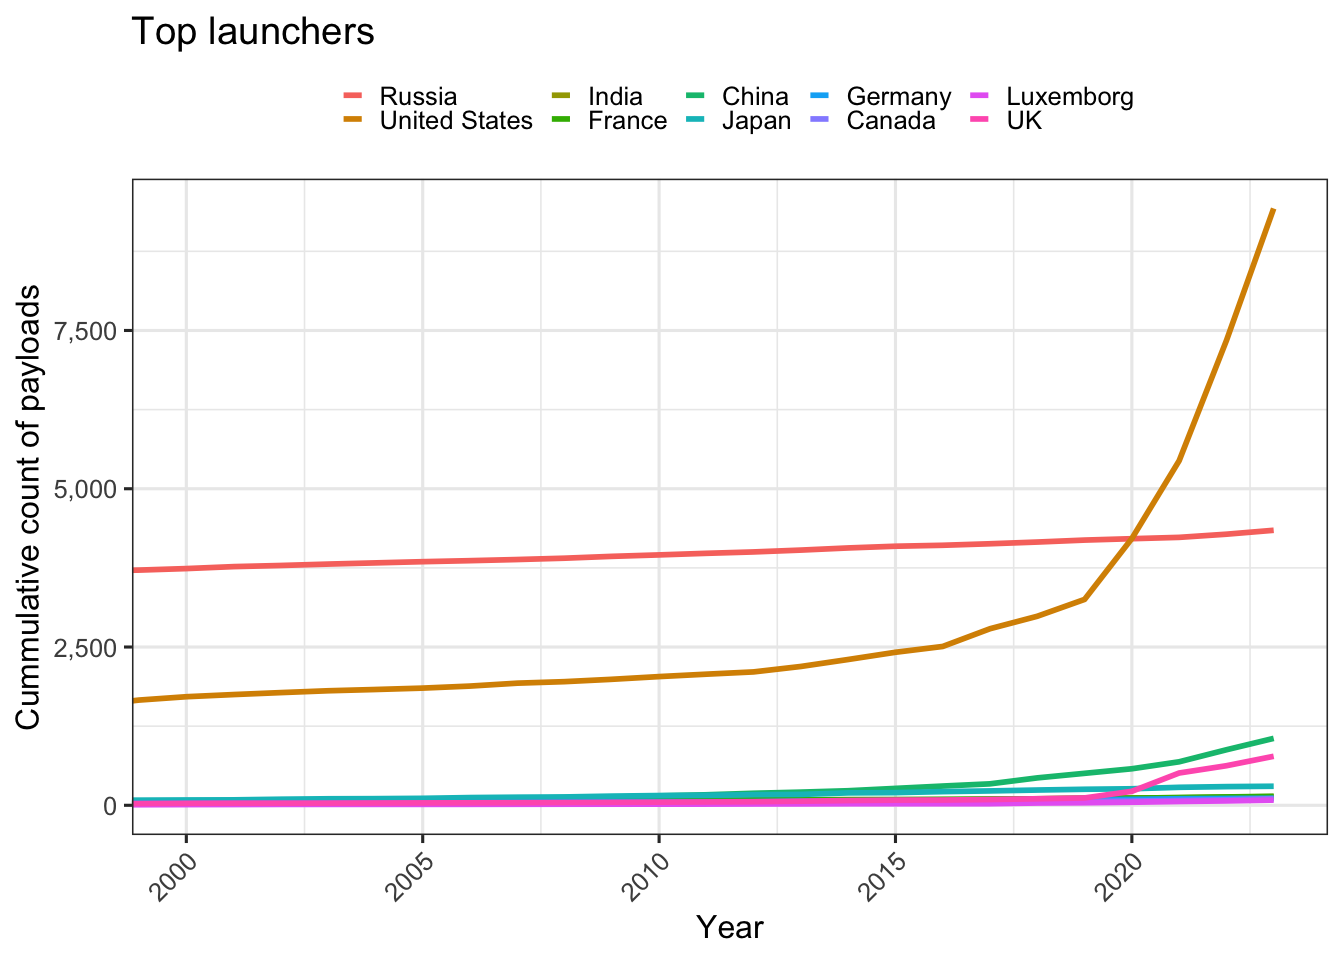 Top launchers
Russia India China Germany Luxemborg
United States France Japan Canada UK
Cummulative count of payloads
7,500
5,000
2,500
0
2000 2005 2010 2015 2020
Year